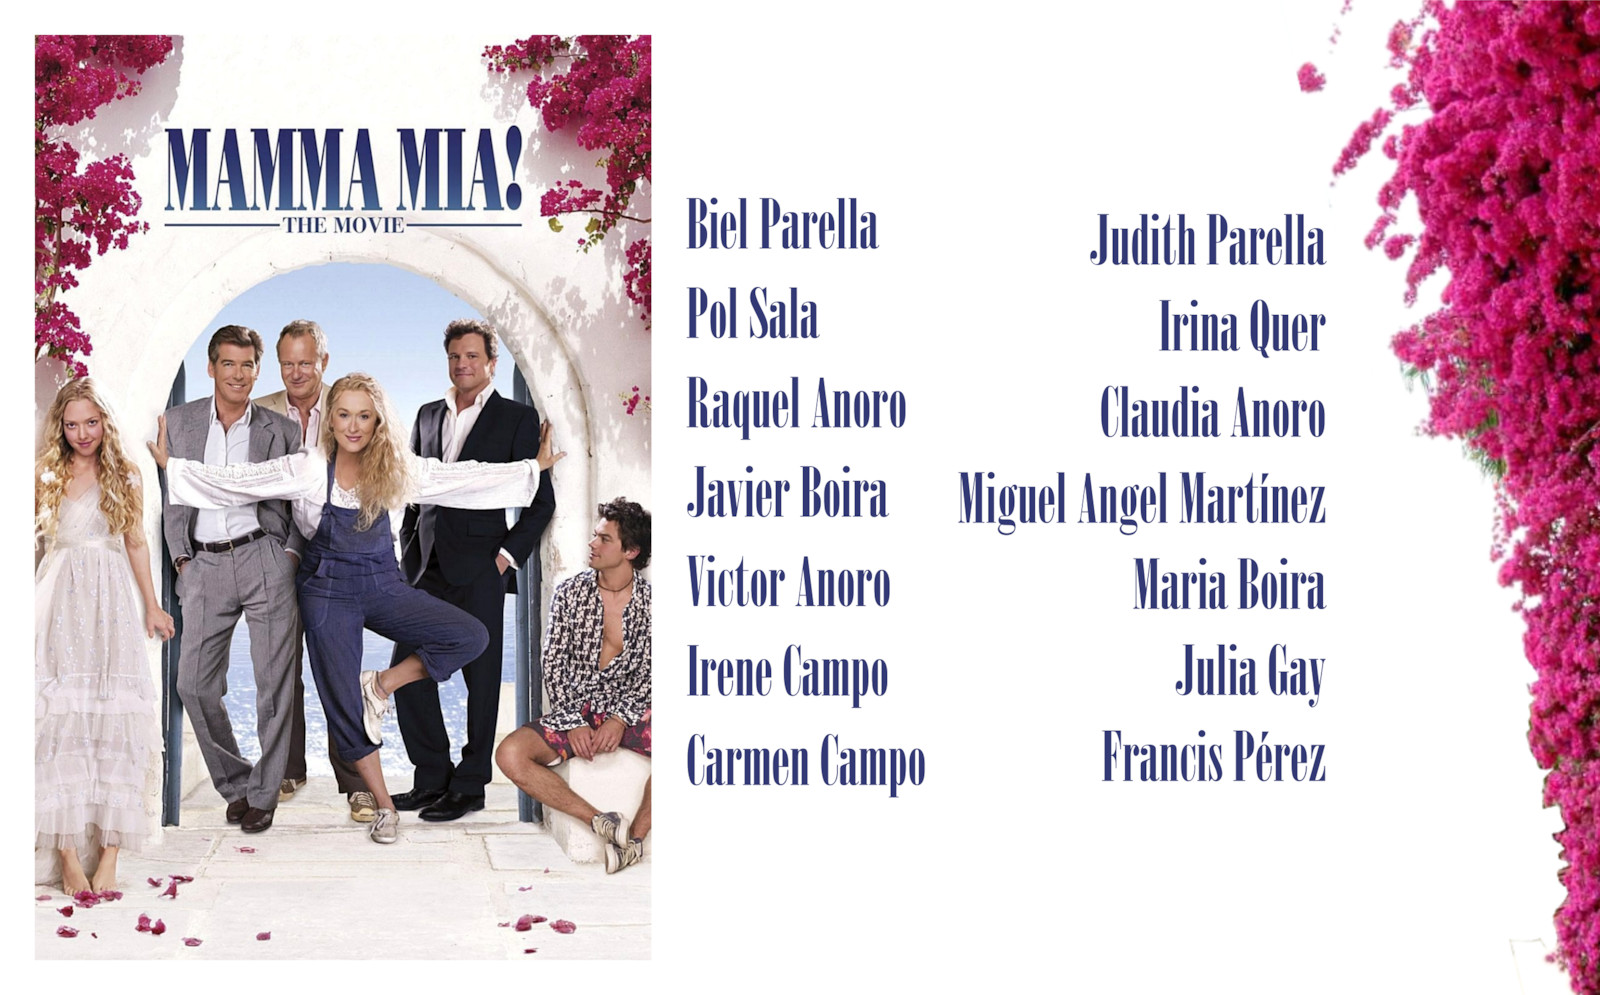 MAMMA MIA!
THE MOVIE
Biel Parella
Pol Sala
Raquel Anoro
Javier Boira
Victor Anoro
Irene Campo
Carmen Campo
Judith Parella
Irina Quer
Claudia Anoro
Miguel Angel Martínez
Maria Boira
Julia Gay
Francis Pérez